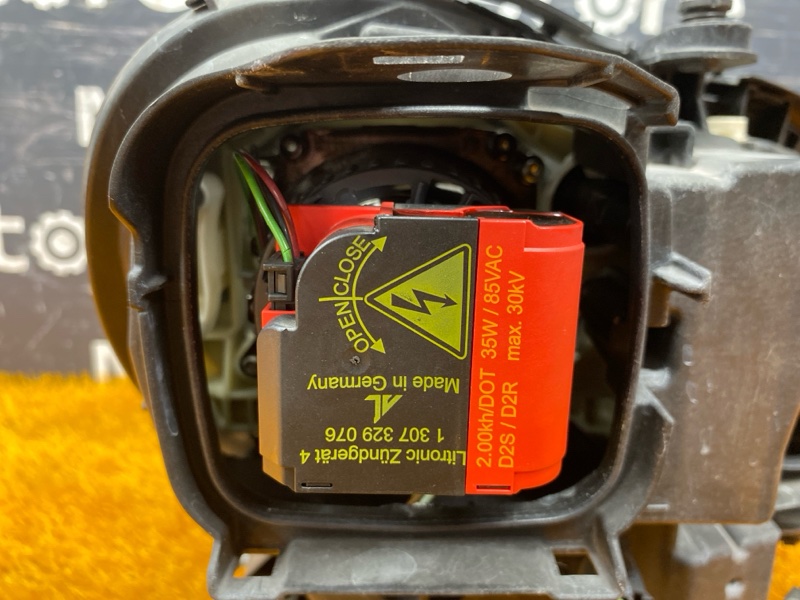 OPEN CLOSE
Litronic Zündgerät 4
1 307 329 076
AL
Made in Germany
2.00kh/DOT 35W / 85VAC
D2S / D2R max. 30kV